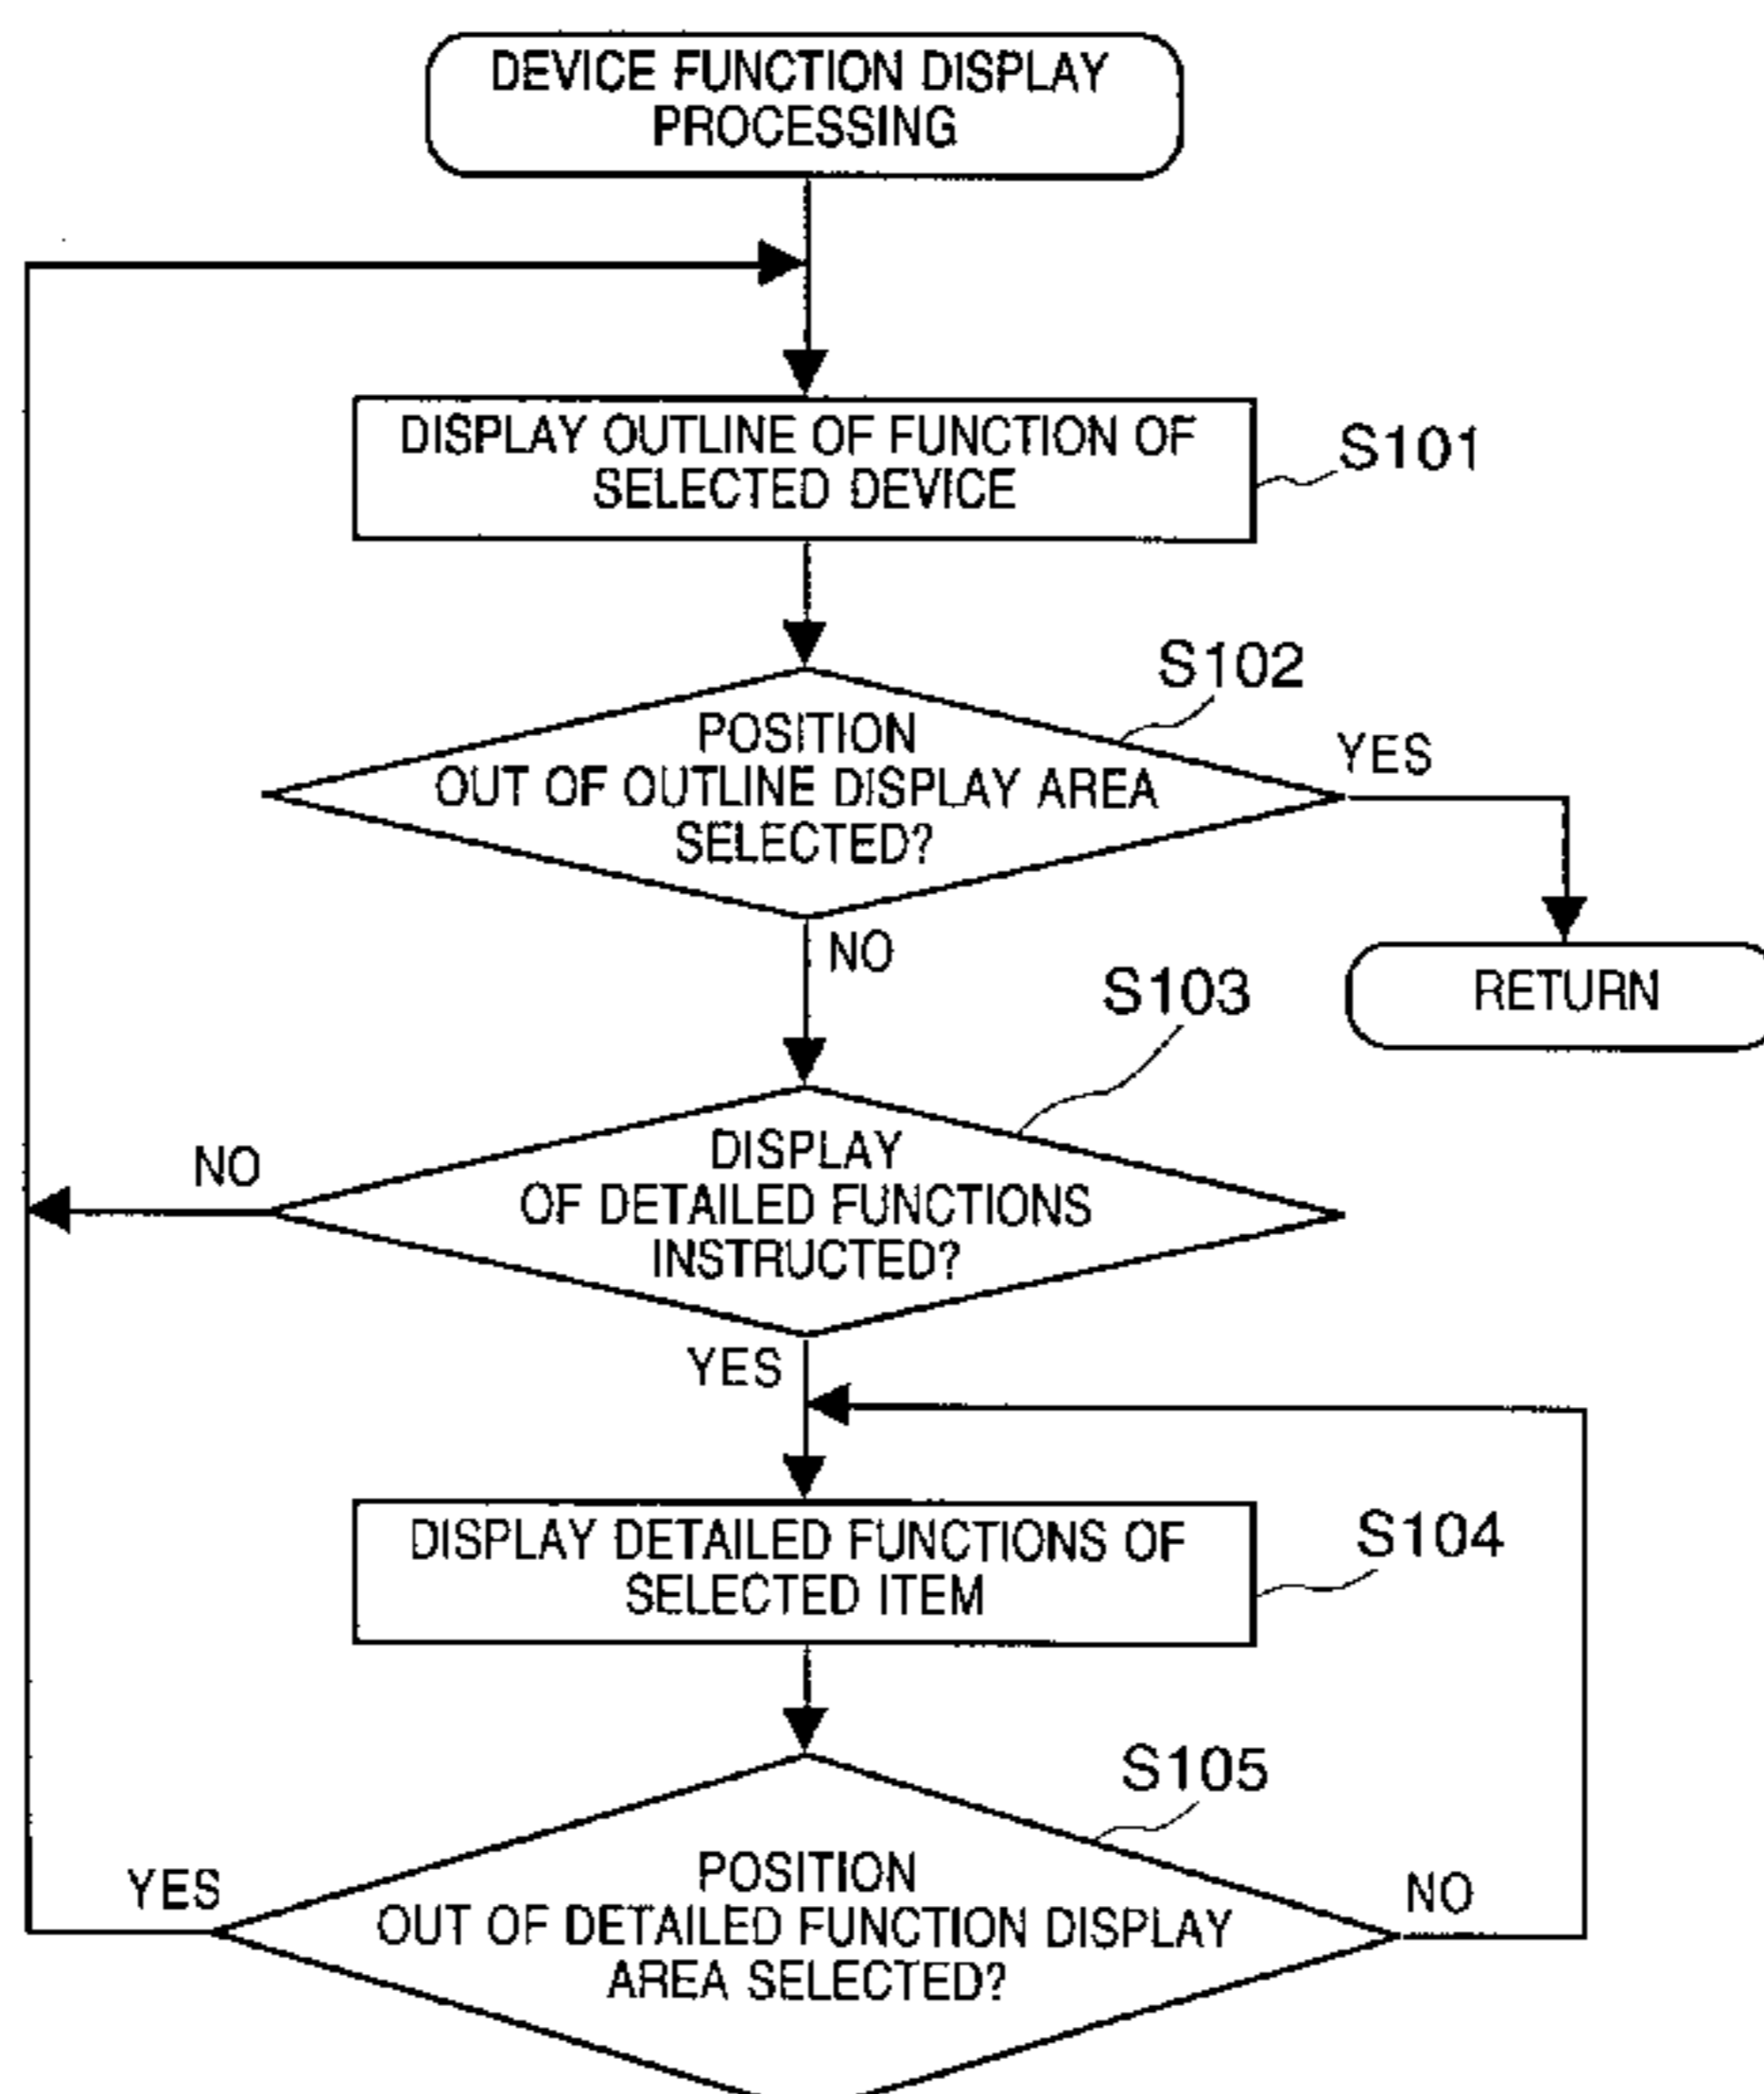 DEVICE FUNCTION DISPLAY
PROCESSING
DISPLAY OUTLINE OF FUNCTION OF
SELECTED DEVICE
S101
S102
POSITION
OUT OF OUTLINE DISPLAY AREA
SELECTED?
YES
NO
RETURN
S103
DISPLAY
OF DETAILED FUNCTIONS
INSTRUCTED?
NO
YES
DISPLAY DETAILED FUNCTIONS OF
SELECTED ITEM
S104
S105
POSITION
OUT OF DETAILED FUNCTION DISPLAY
AREA SELECTED?
YES
NO